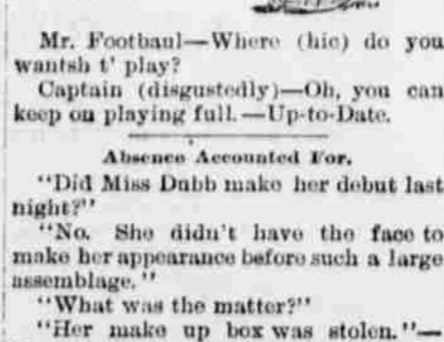 Mr. Footbaul—Where (hic) do you
wantsh t' play?
Captain (disgustedly)—Oh, you can
keep on playing full.—Up-to-Date.
Absence Accounted For.
"Did Miss Dabb make her debut last
night?"
"No. She didn't have the face to
make her appearance before such a large
assemblage."
"What was the matter?"
"Her make up box was stolen."—